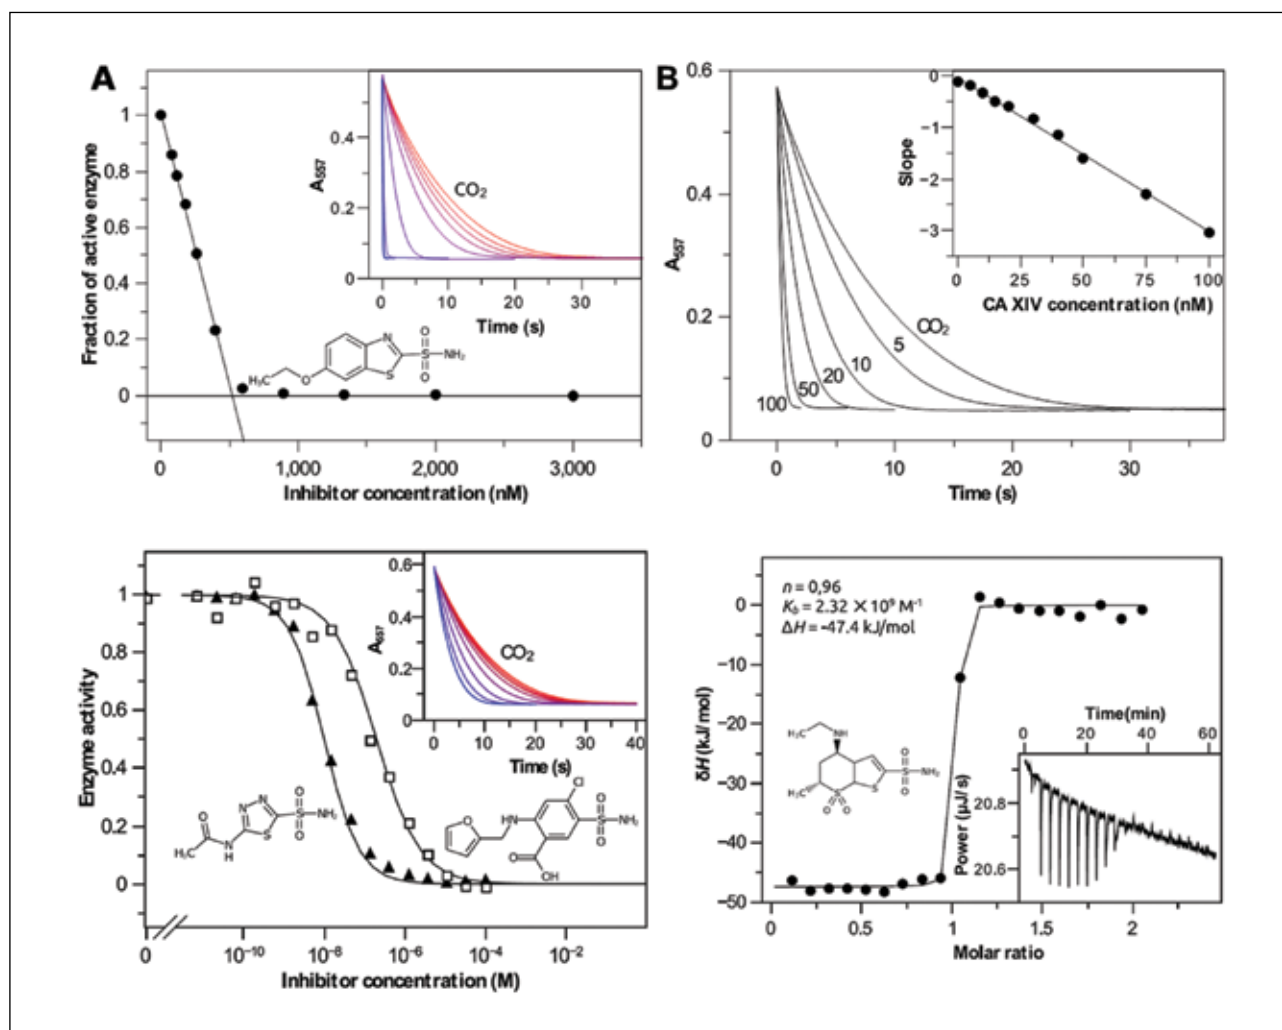 A
Fraction of active enzyme
1
0.8
0.6
0.4
0.2
0
0
1,000
2,000
3,000
Inhibitor concentration (nM)
A557
0.4
0.2
0
CO2
0
10
20
30
Time (s)
H3C
O
N
S
O
S
O
NH2
B
A557
0.6
0.4
0.2
0
CO2
5
10
20
50
100
0
10
20
30
Time (s)
Slope
0
−1
−2
−3
0
25
50
75
100
CA XIV concentration (nM)
Enzyme activity
1
0.8
0.6
0.4
0.2
0
0
10−10
10−8
10−6
10−4
10−2
Inhibitor concentration (M)
A557
0.6
0.4
0.2
0
CO2
0
10
20
30
40
Time (s)
H3C
O
N
H
N
N
S
O
S
O
NH2
O
HN
Cl
O
S
O
NH2
O
OH
n = 0,96
Kb = 2.32 × 10⁹ M⁻¹
ΔH = -47.4 kJ/mol
δH (kJ/mol)
0
−10
−20
−30
−40
−50
0
0.5
1
1.5
2
Molar ratio
H3C
NH
H3C
S
O
O
S
O
S
O
NH2
Time(min)
0
20
40
60
Power (μJ/s)
20.8
20.6